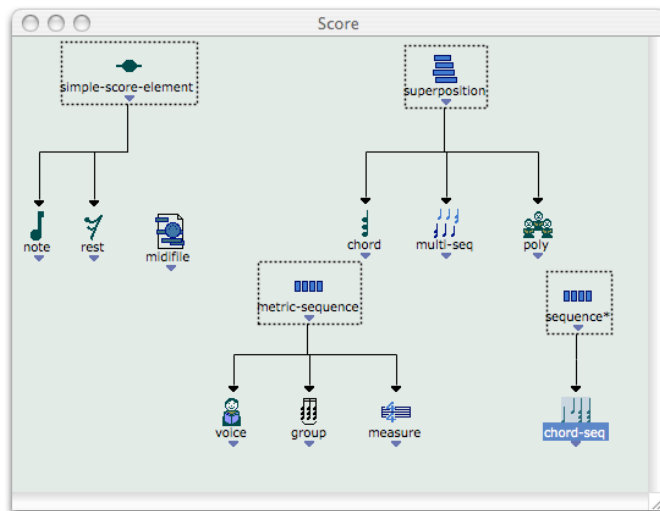 Score
simple-score-element
superposition
note
rest
midifile
chord
multi-seq
poly
metric-sequence
sequence*
voice
group
measure
chord-seq